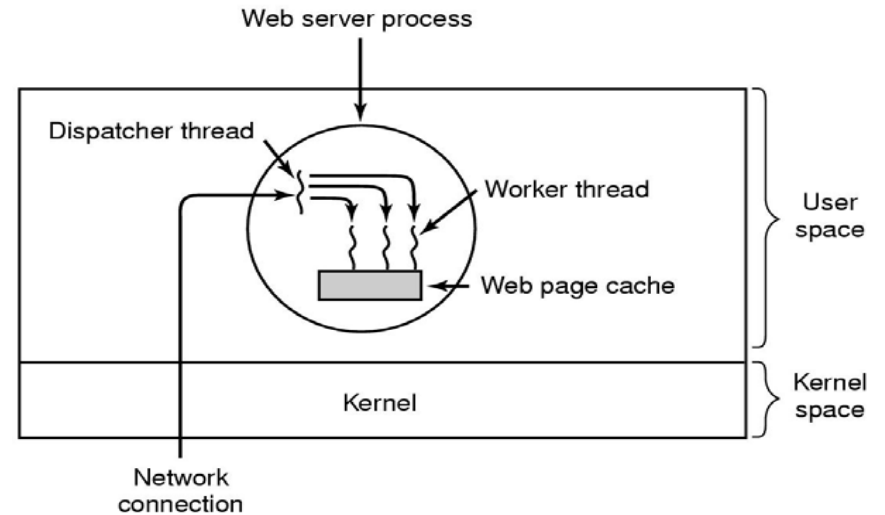 Web server process
Dispatcher thread
Worker thread
User
space
Web page cache
Kernel
Kernel
space
Network
connection